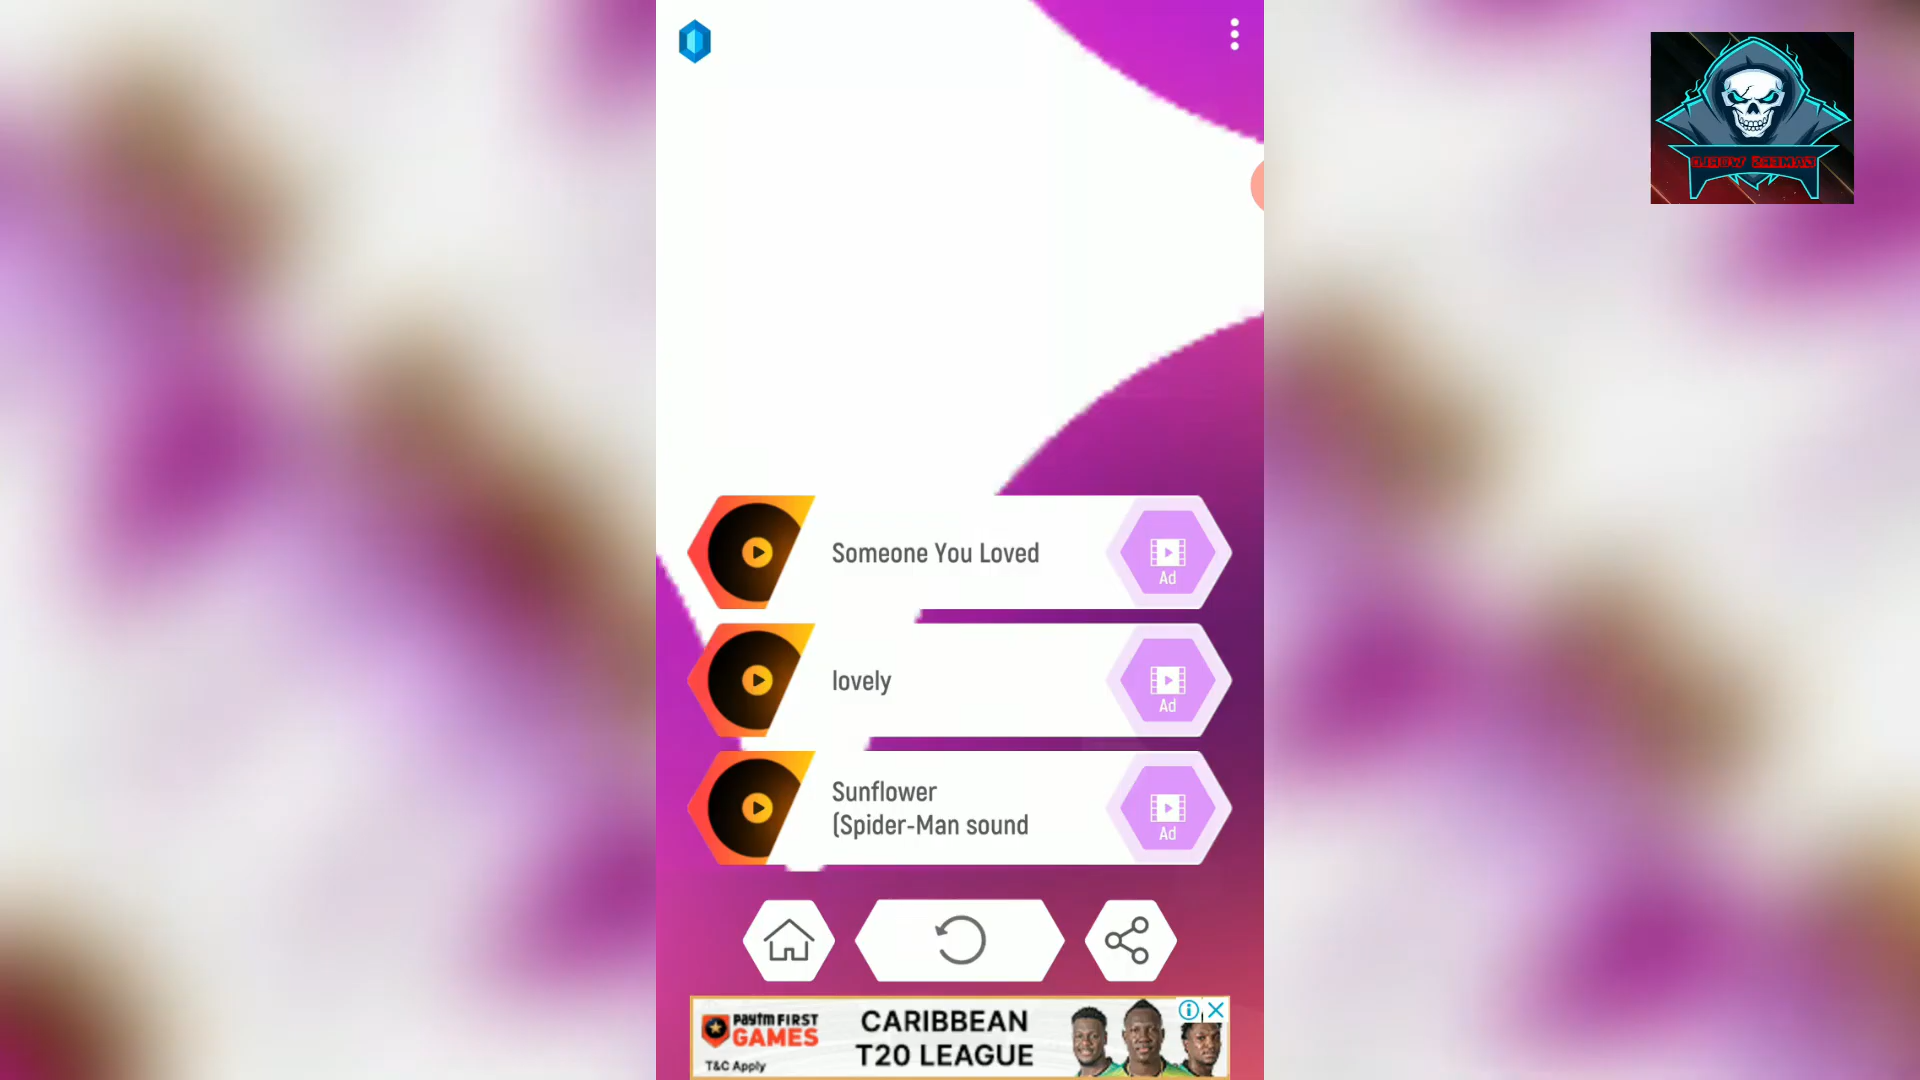 Someone You Loved
Ad
lovely
Ad
Sunflower
(Spider-Man sound
Ad
Paytm FIRST
GAMES
T&C Apply
CARIBBEAN
T20 LEAGUE